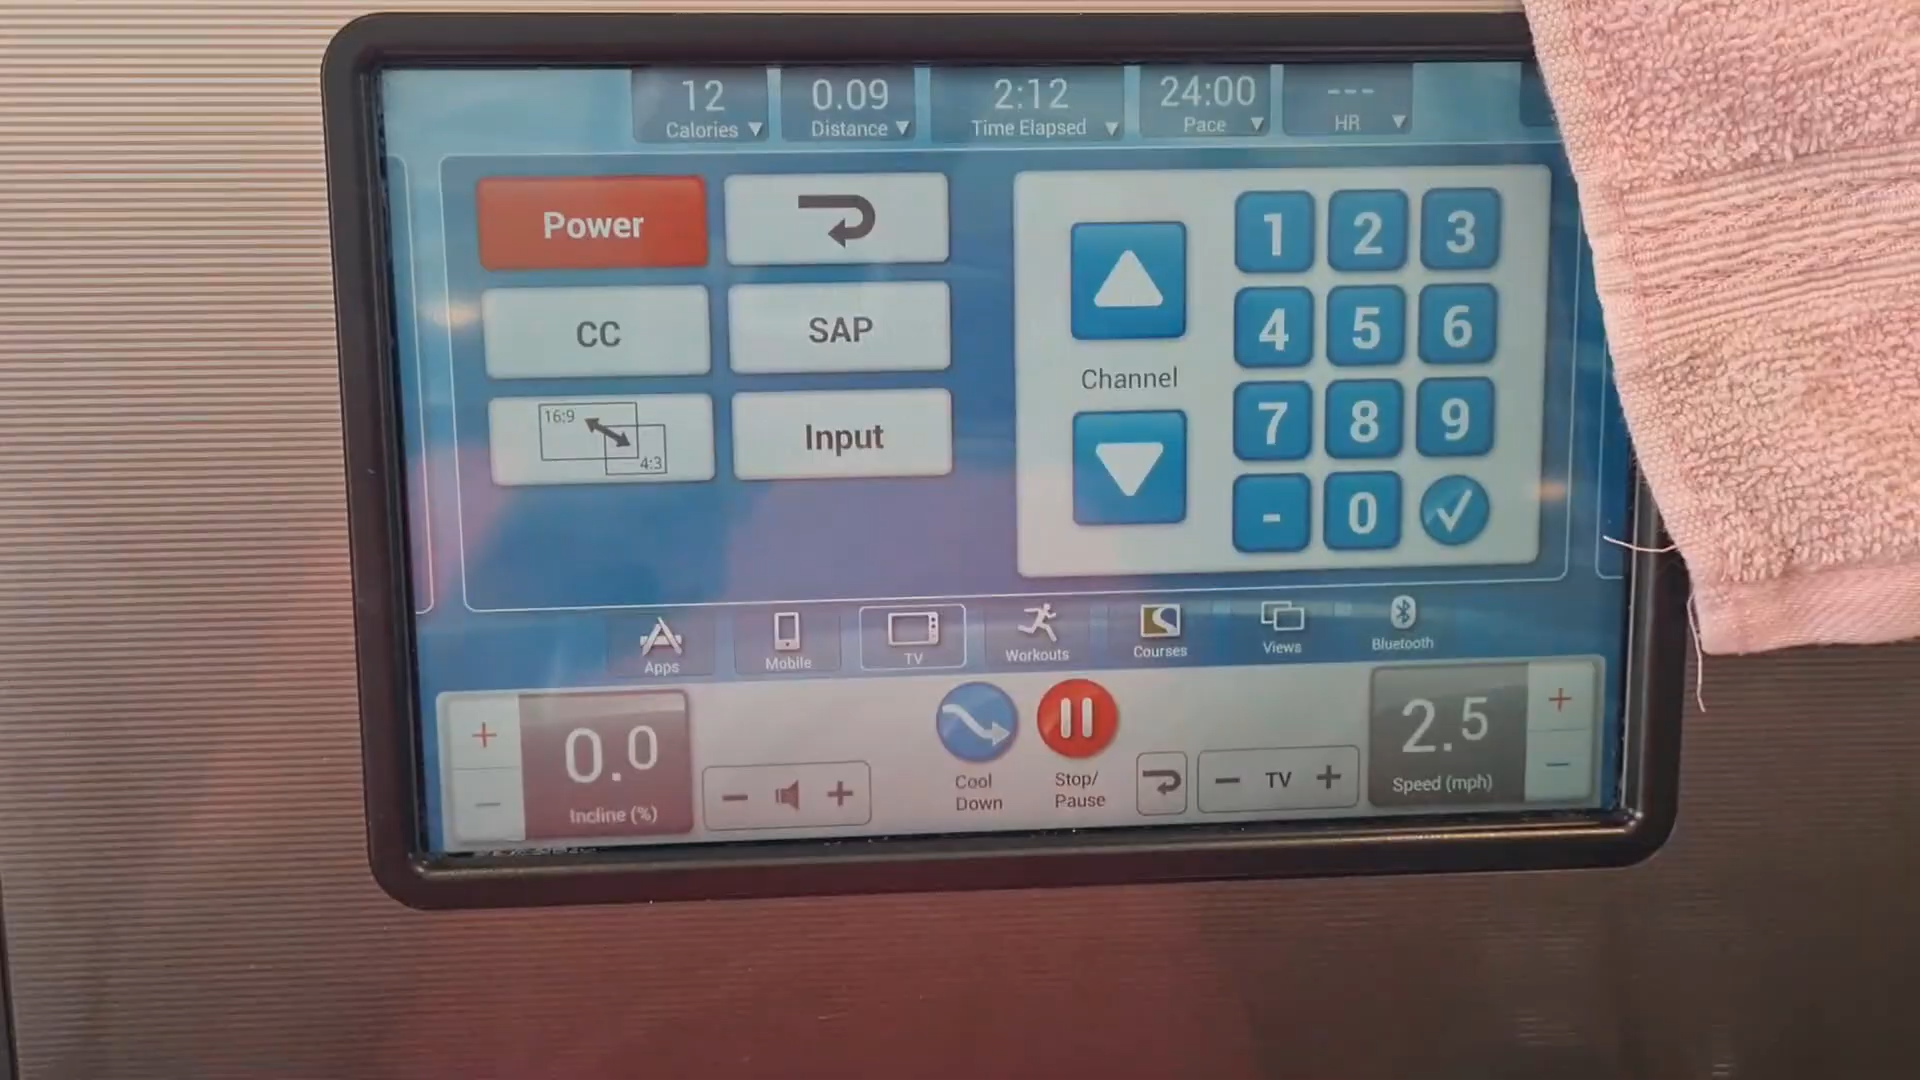 12 0.09 2:12 24:00 ---
Calories Distance Time Elapsed Pace HR
Power
CC SAP
16:9
4:3
Input
Channel
1 2 3
4 5 6
7 8 9
- 0
Apps Mobile TV Workouts Courses Views Bluetooth
+ 0.0 -
Incline (%)
- +
Cool
Down
Stop/
Pause
- TV +
2.5 + -
Speed (mph)